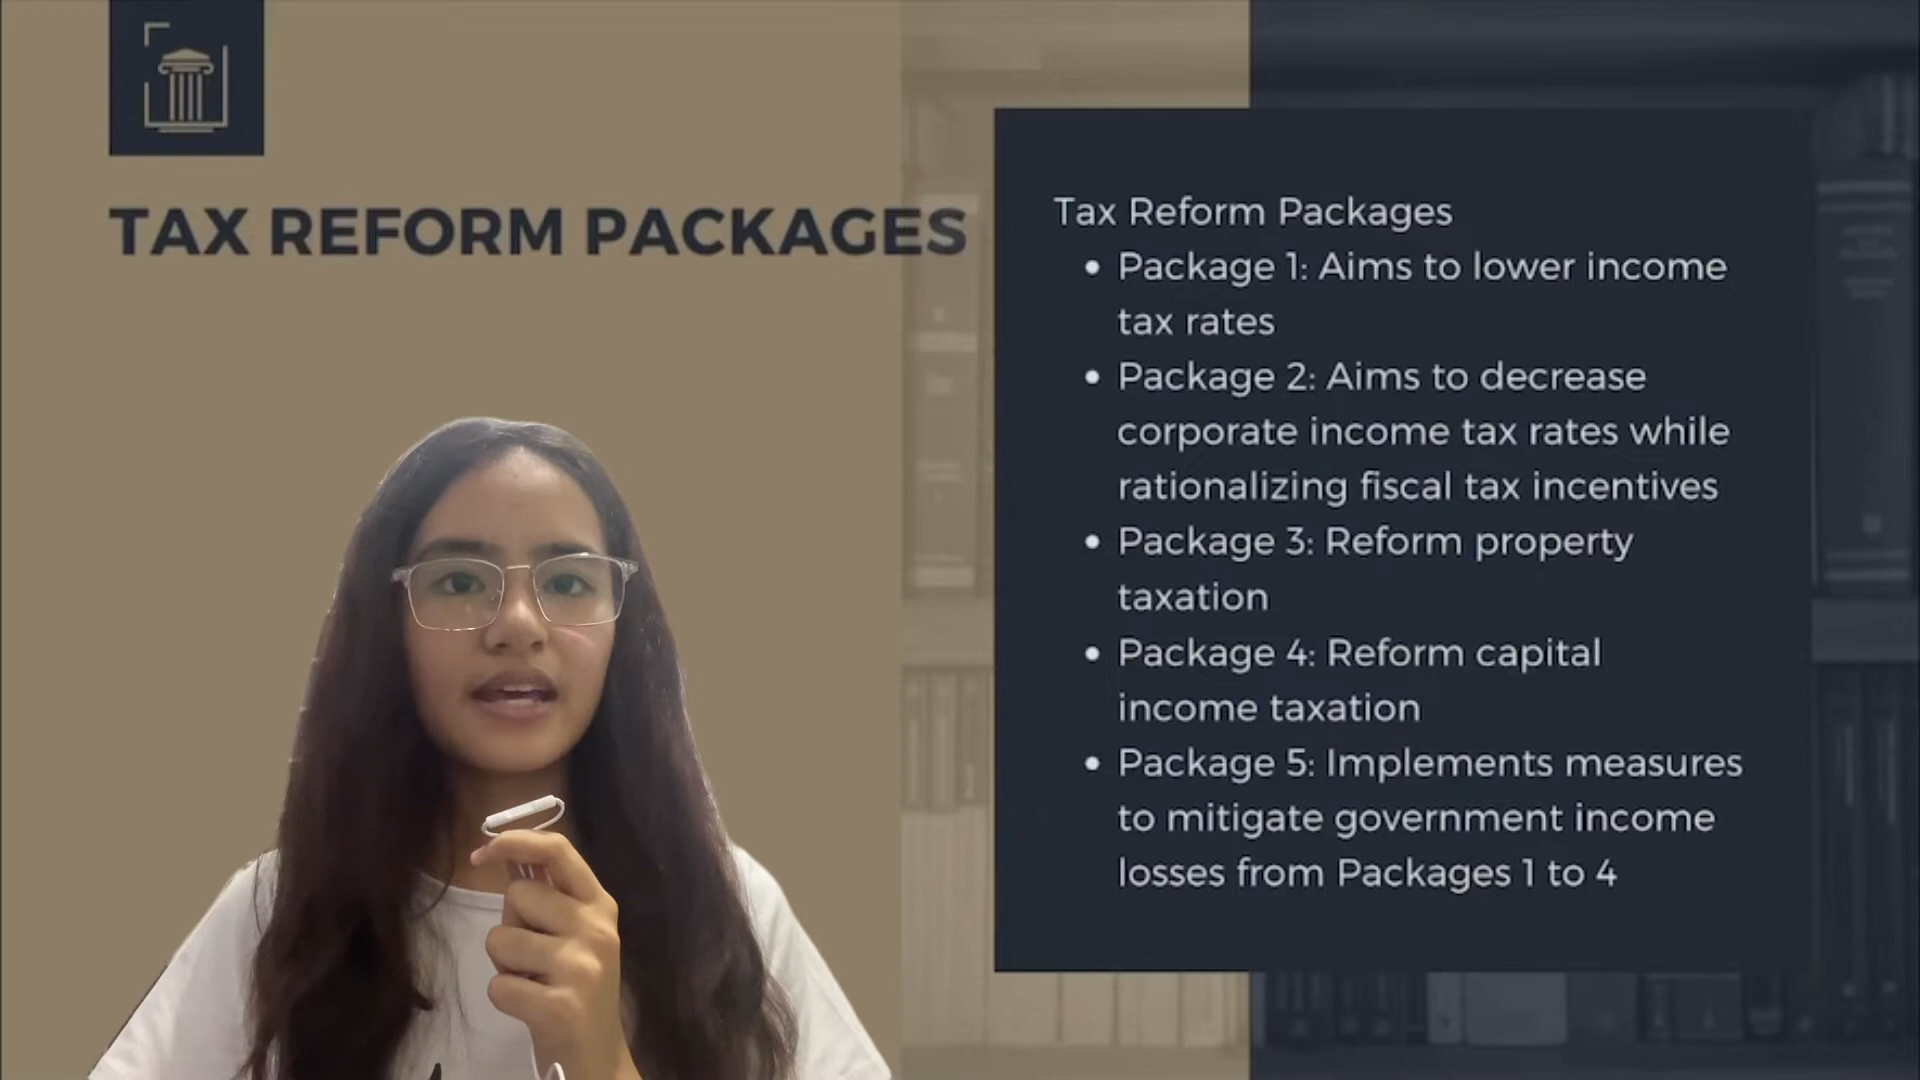 TAX REFORM PACKAGES
Tax Reform Packages
• Package 1: Aims to lower income
tax rates
• Package 2: Aims to decrease
corporate income tax rates while
rationalizing fiscal tax incentives
• Package 3: Reform property
taxation
• Package 4: Reform capital
income taxation
• Package 5: Implements measures
to mitigate government income
losses from Packages 1 to 4